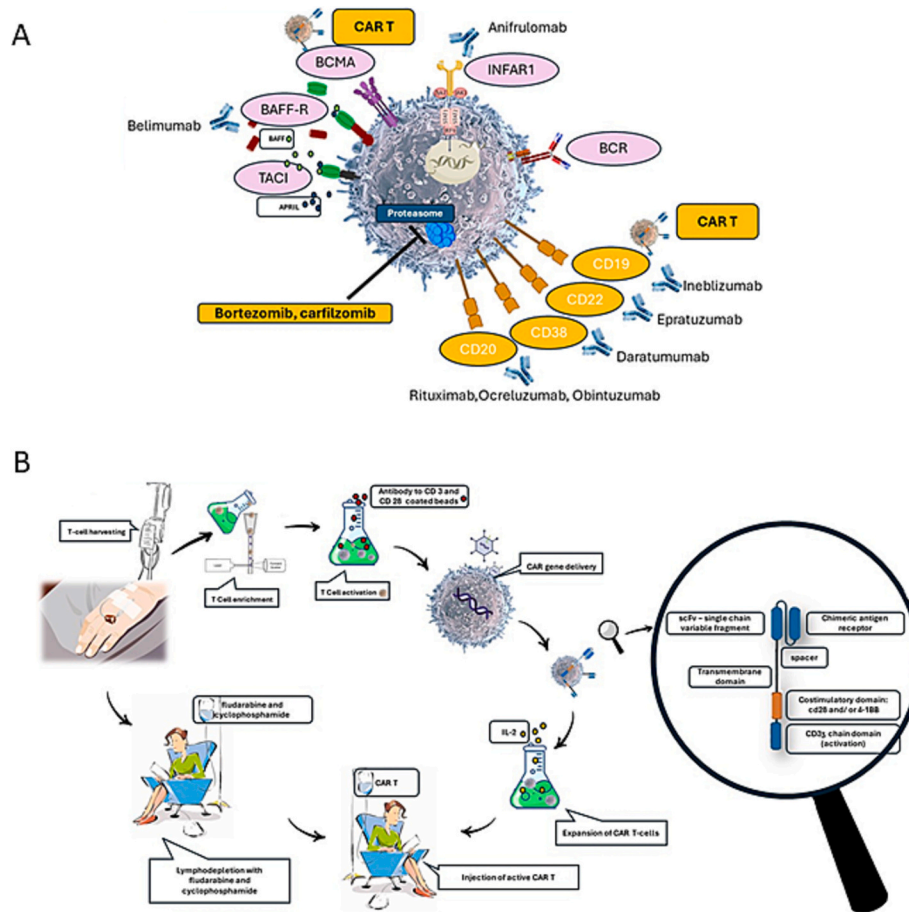 A
CAR T
BCMA
Anifrulomab
INFAR1
BAFF-R
Belimumab
BAFF
TACI
APRIL
BCR
Proteasome
CAR T
CD19
Ineblizumab
CD22
Epratuzumab
Bortezomib, carfilzomib
CD38
CD20
Daratumumab
Rituximab,Ocreluzumab, Obintuzumab
B
T-cell harvesting
Antibody to CD 3 and
CD 28 coated beads
T Cell enrichment
T Cell activation
CAR gene delivery
scFv – single chain
variable fragment
Chimeric antigen
receptor
spacer
Transmembrane
domain
Costimulatory domain:
cd28 and/ or 4-1BB
CD3ʒ chain domain
(activation)
fludarabine and
cyclophosphamide
IL-2
CAR T
Expansion of CAR T-cells
Lymphodepletion with
fludarabine and
cyclophosphamide
Injection of active CAR T